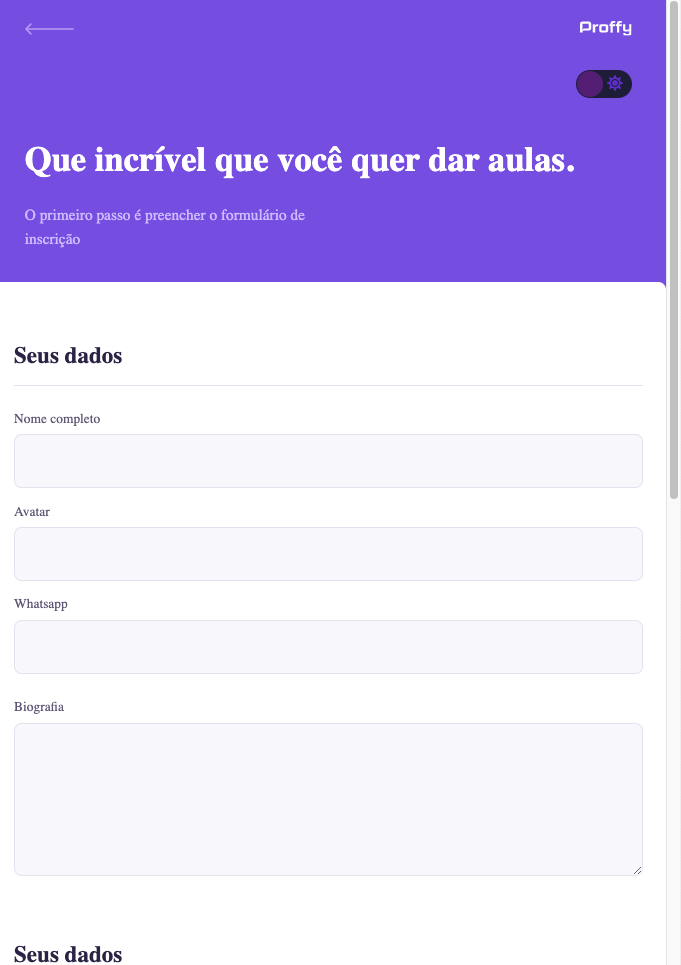 Proffy
Que incrível que você quer dar aulas.
O primeiro passo é preencher o formulário de
inscrição
Seus dados
Nome completo
Avatar
Whatsapp
Biografia
Seus dados